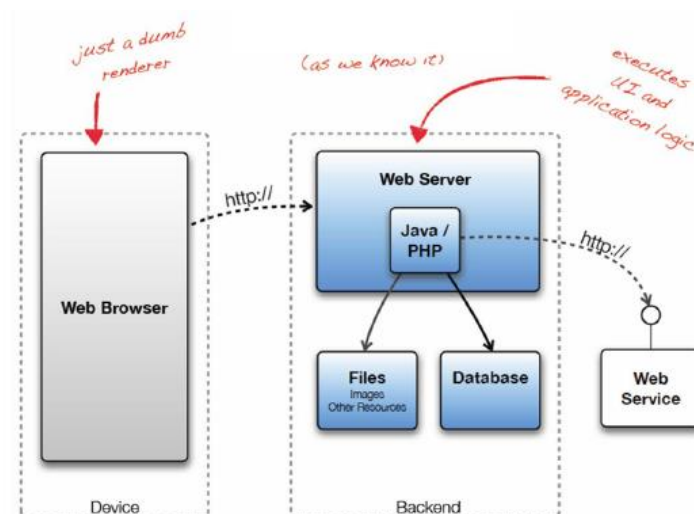 just a dumb
renderer
(as we know it)
executes
UI and
application logic
http://
Web Server
Java /
PHP
http://
Web Browser
Files
Images
Other Resources
Database
Web
Service
Device
Backend